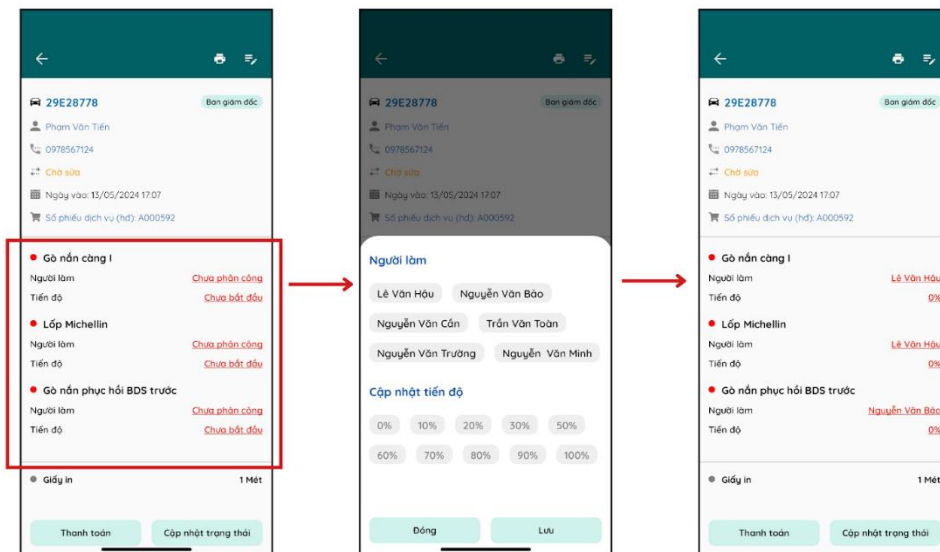 29E28778 Ban giám đốc
Phạm Văn Tiến
0978567124
Chờ sửa
Ngày vào: 13/05/2024 17:07
Số phiếu dịch vụ (hđ): A000592
Gò nắn càng I
Người làm Chưa phân công
Tiến độ Chưa bắt đầu
Lốp Michellin
Người làm Chưa phân công
Tiến độ Chưa bắt đầu
Gò nắn phục hồi BDS trước
Người làm Chưa phân công
Tiến độ Chưa bắt đầu
Giấy in 1 Mét
Thanh toán Cập nhật trạng thái
29E28778 Ban giám đốc
Phạm Văn Tiến
0978567124
Chờ sửa
Ngày vào: 13/05/2024 17:07
Số phiếu dịch vụ (hđ): A000592
Người làm
Lê Văn Hậu Nguyễn Văn Bảo
Nguyễn Văn Cần Trần Văn Toàn
Nguyễn Văn Trường Nguyễn Văn Minh
Cập nhật tiến độ
0% 10% 20% 30% 50%
60% 70% 80% 90% 100%
Đóng Lưu
29E28778 Ban giám đốc
Phạm Văn Tiến
0978567124
Chờ sửa
Ngày vào: 13/05/2024 17:07
Số phiếu dịch vụ (hđ): A000592
Gò nắn càng I
Người làm Lê Văn Hậu
Tiến độ 0%
Lốp Michellin
Người làm Lê Văn Hậu
Tiến độ 0%
Gò nắn phục hồi BDS trước
Người làm Nguyễn Văn Bảo
Tiến độ 0%
Giấy in 1 Mét
Thanh toán Cập nhật trạng thái